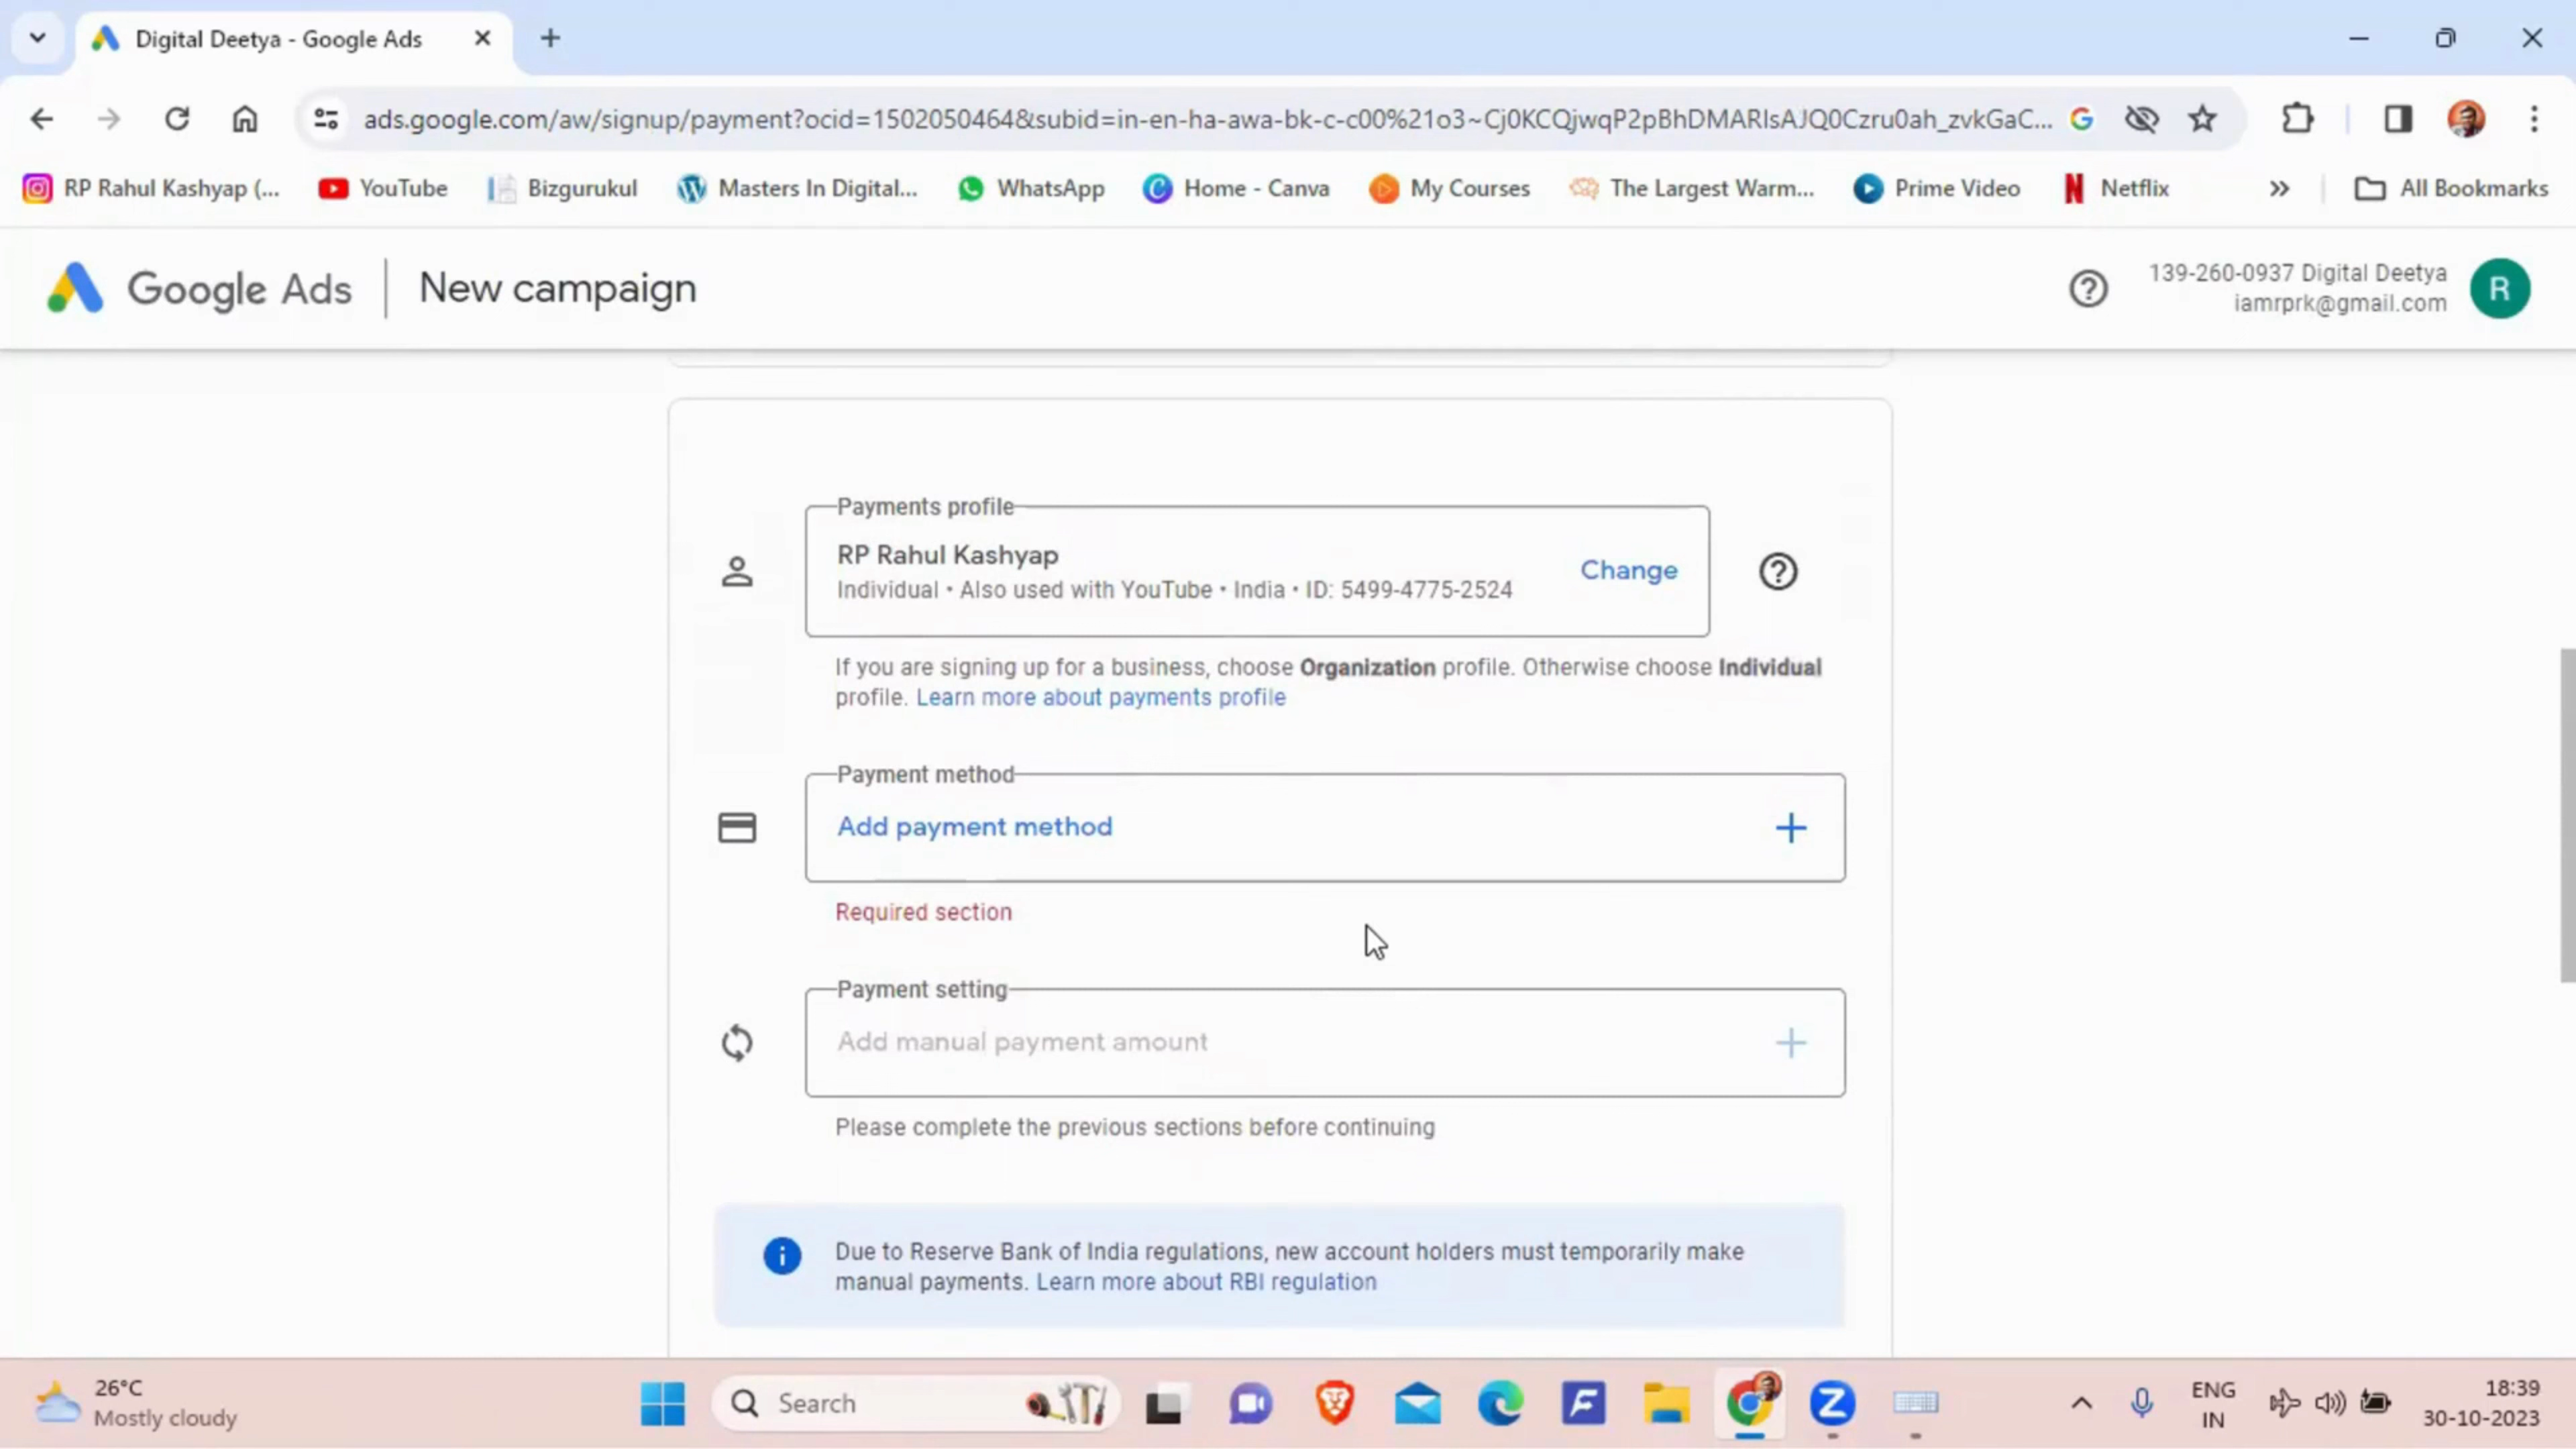 Digital Deetya - Google Ads
ads.google.com/aw/signup/payment?ocid=1502050464&subid=in-en-ha-awa-bk-c-c00%21o3~Cj0KCQjwqP2pBhDMARIsAJQ0Czru0ah_zvkGaC...
RP Rahul Kashyap (...
YouTube
Bizgurukul
Masters In Digital...
WhatsApp
Home - Canva
My Courses
The Largest Warm...
Prime Video
Netflix
»
All Bookmarks
Google Ads
New campaign
139-260-0937 Digital Deetya
iamrprk@gmail.com
R
Payments profile
RP Rahul Kashyap
Individual • Also used with YouTube • India • ID: 5499-4775-2524
Change
If you are signing up for a business, choose Organization profile. Otherwise choose Individual
profile. Learn more about payments profile
Payment method
Add payment method
Required section
Payment setting
Add manual payment amount
Please complete the previous sections before continuing
Due to Reserve Bank of India regulations, new account holders must temporarily make
manual payments. Learn more about RBI regulation
26°C
Mostly cloudy
Search
ENG
IN
18:39
30-10-2023